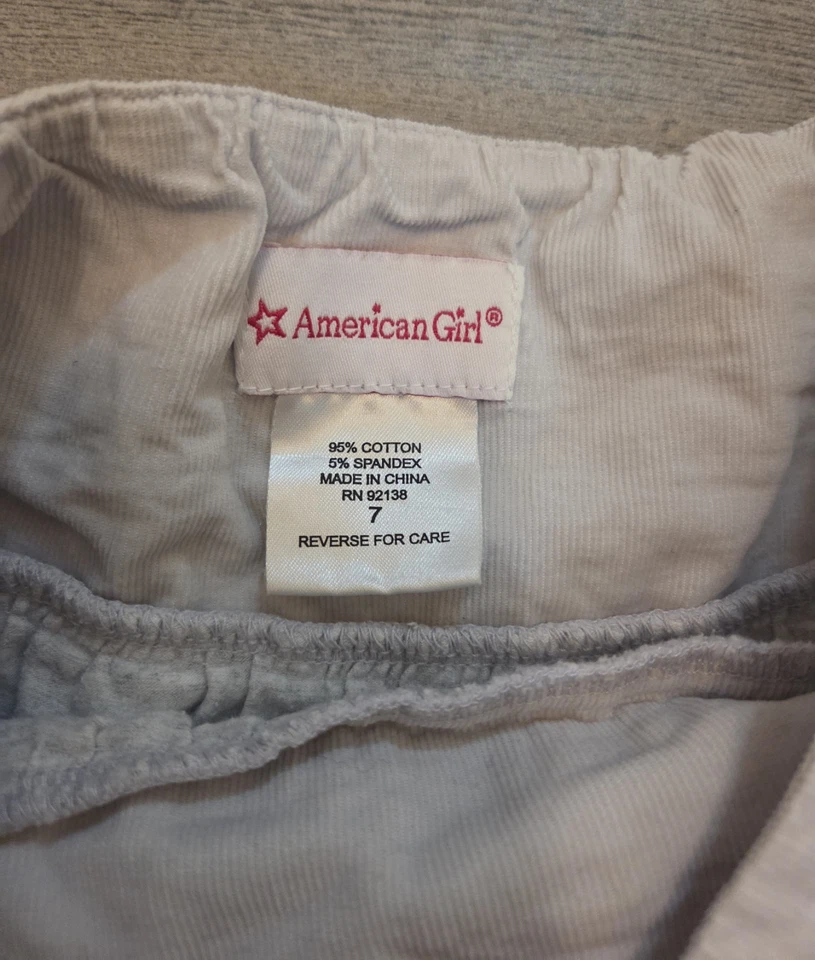 American Girl®
95% COTTON
5% SPANDEX
MADE IN CHINA
RN 92138
7
REVERSE FOR CARE